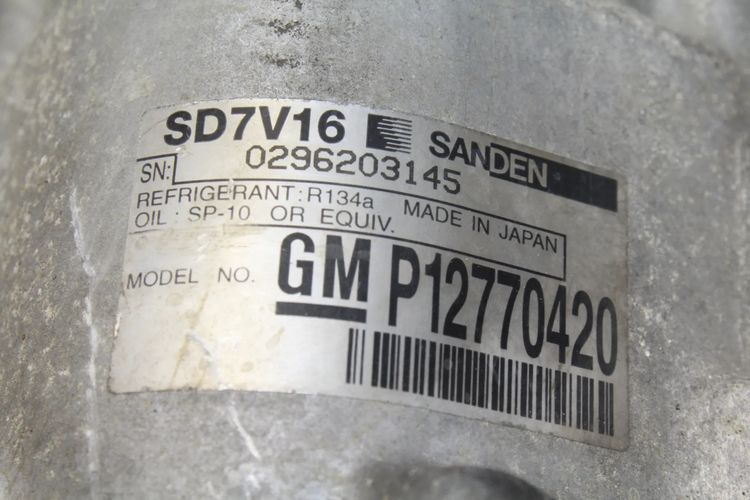 SD7V16 SANDEN
SN: 0296203145
REFRIGERANT: R134a MADE IN JAPAN
OIL: SP-10 OR EQUIV.
MODEL NO. GM P12770420